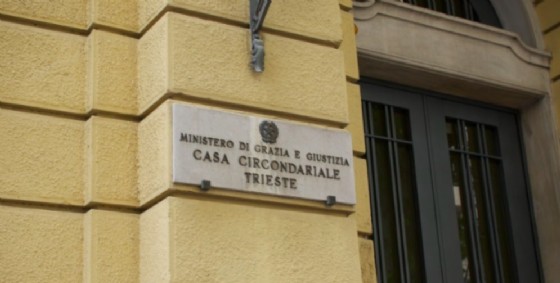 MINISTERO DI GRAZIA E GIUSTIZIA
CASA CIRCONDARIALE
TRIESTE